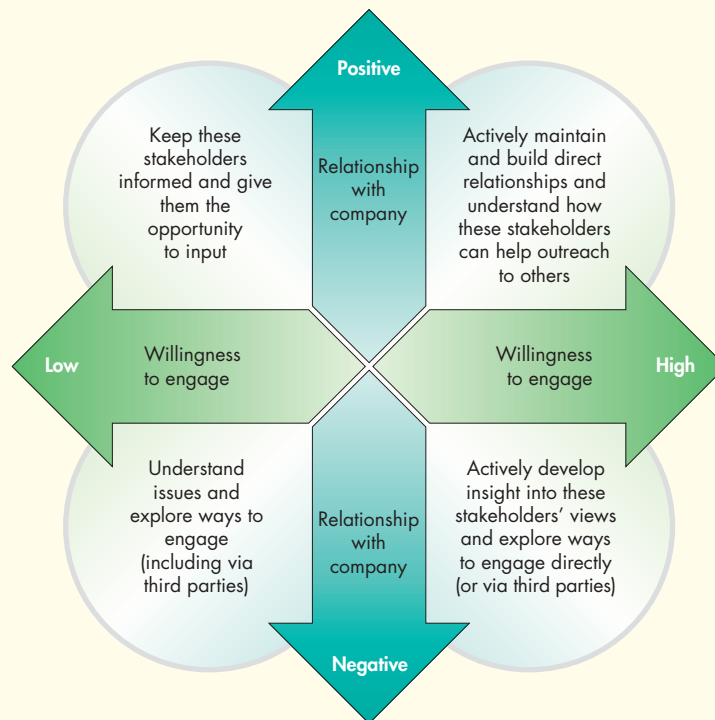 Positive
Keep these
stakeholders
informed and give
them the
opportunity
to input
Relationship
with
company
Actively maintain
and build direct
relationships and
understand how
these stakeholders
can help outreach
to others
Low
Willingness
to engage
Willingness
to engage
High
Understand
issues and
explore ways to
engage
(including via
third parties)
Relationship
with
company
Actively develop
insight into these
stakeholders’ views
and explore ways
to engage directly
(or via third parties)
Negative